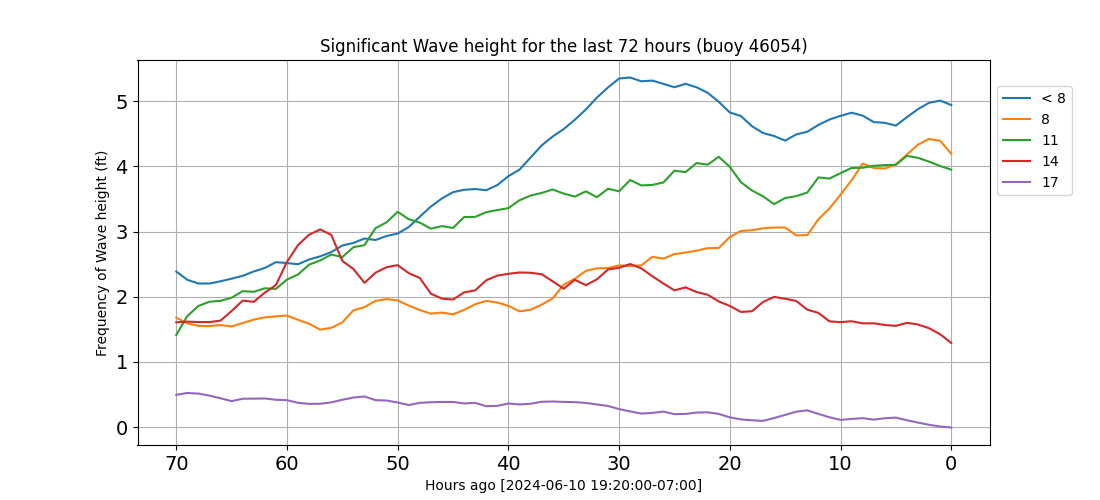 Significant Wave height for the last 72 hours (buoy 46054)
< 8
8
11
14
17
Frequency of Wave height (ft)
5
4
3
2
1
0
70 60 50 40 30 20 10 0
Hours ago [2024-06-10 19:20:00-07:00]